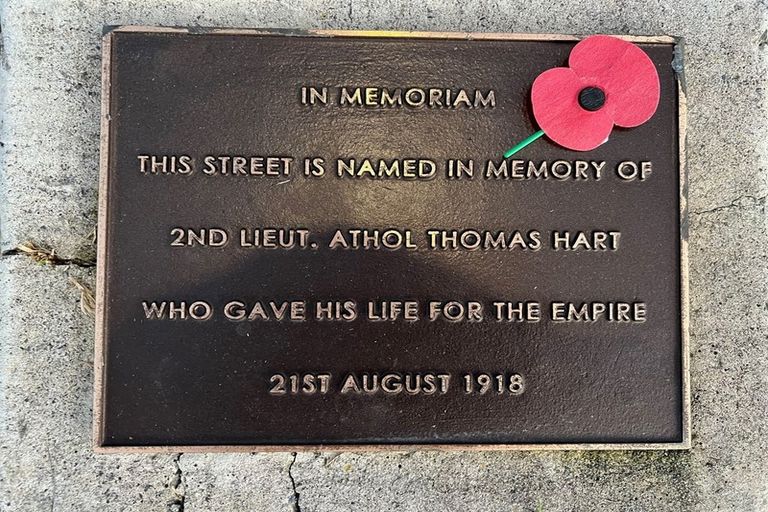 IN MEMORIAM
THIS STREET IS NAMED IN MEMORY OF
2ND LIEUT. ATHOL THOMAS HART
WHO GAVE HIS LIFE FOR THE EMPIRE
21ST AUGUST 1918